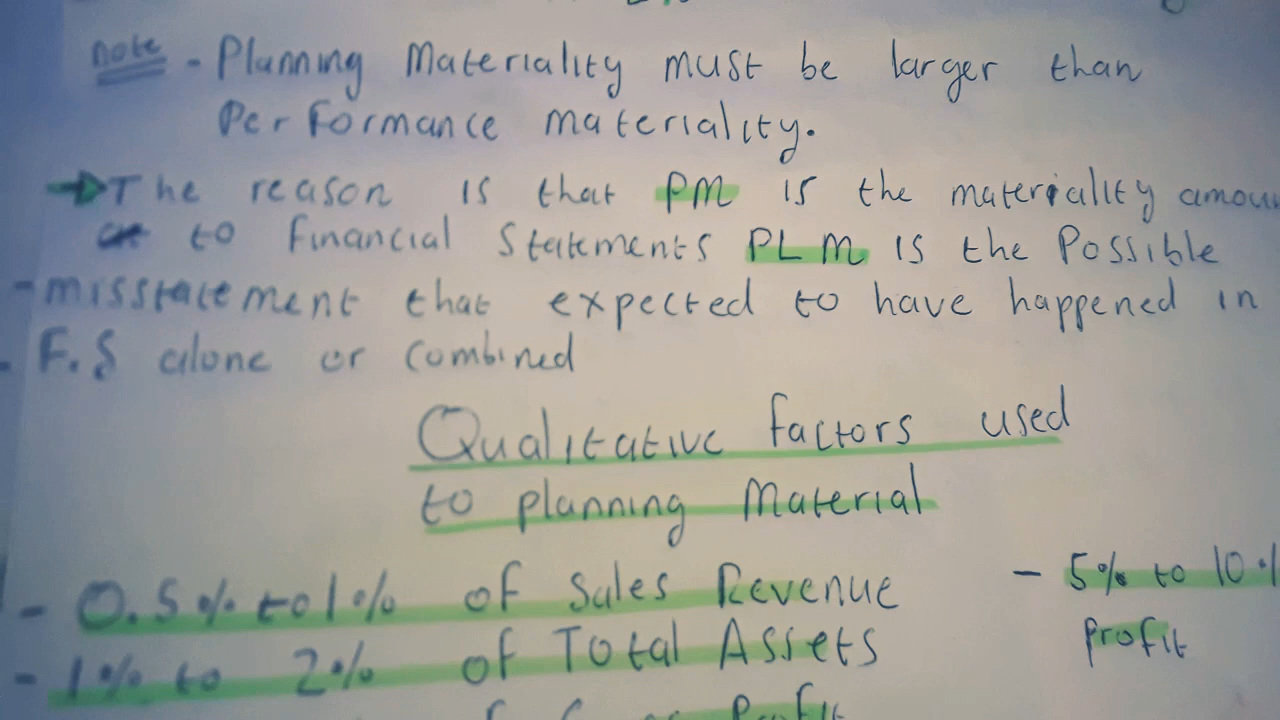 note - Planning Materiality must be larger than
Performance materiality.
The reason is that PM is the materiality amou
to financial Statements PLM is the Possible
- misstatement that expected to have happened in
- F.S alone or combined
Qualitative factors used
to planning Material
- 0.5% to 1% of Sales Revenue
- 1% to 2% of Total Assets
- 5% to 10%
Profit
Profit